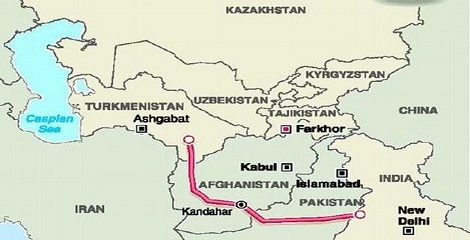 KAZAKHSTAN
KYRGYZSTAN
UZBEKISTAN
TURKMENISTAN
TAJIKISTAN
CHINA
Caspian
Sea
Ashgabat
Farkhor
Kabul
INDIA
Islamabad
AFGHANISTAN
PAKISTAN
IRAN
Kandahar
New
Delhi